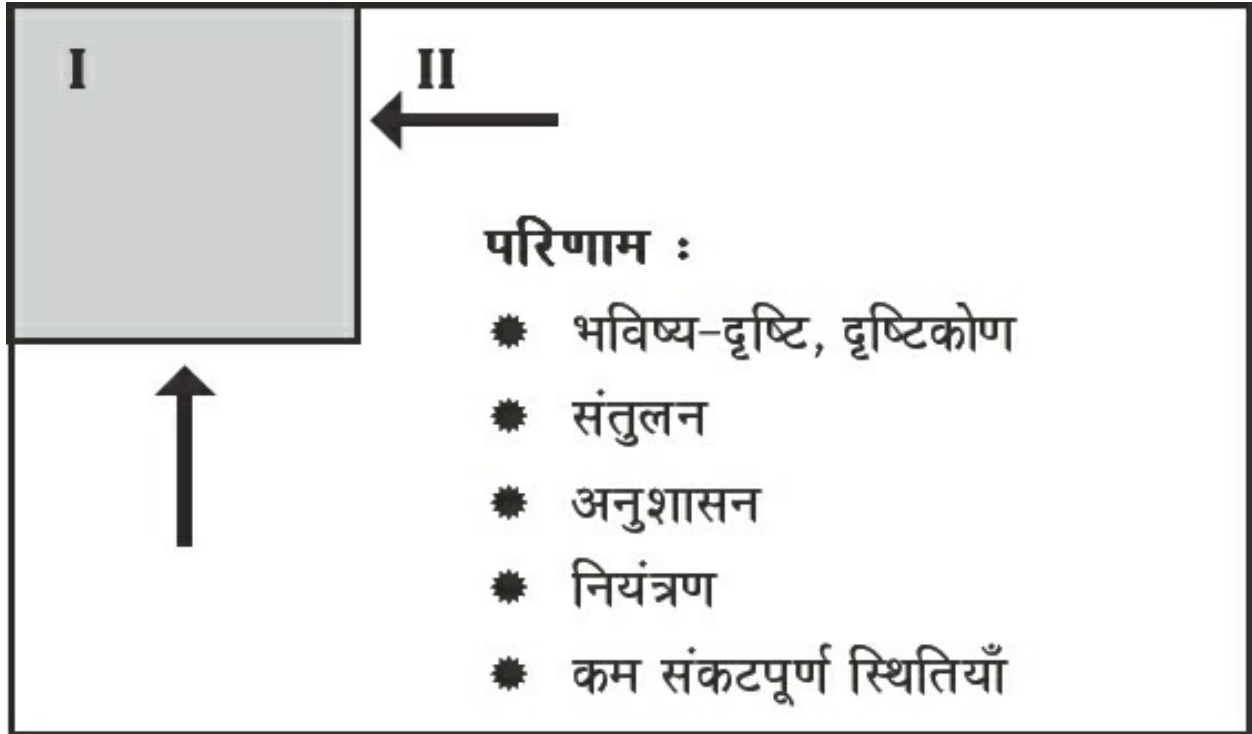 I
II
परिणाम :
भविष्य-दृष्टि, दृष्टिकोण
संतुलन
अनुशासन
नियंत्रण
कम संकटपूर्ण स्थितियाँ